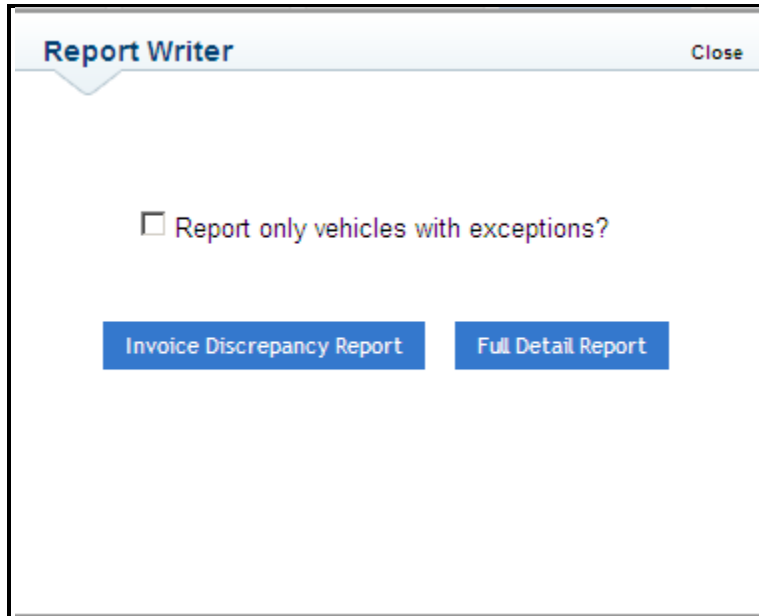 Report Writer
Close
Report only vehicles with exceptions?
Invoice Discrepancy Report
Full Detail Report